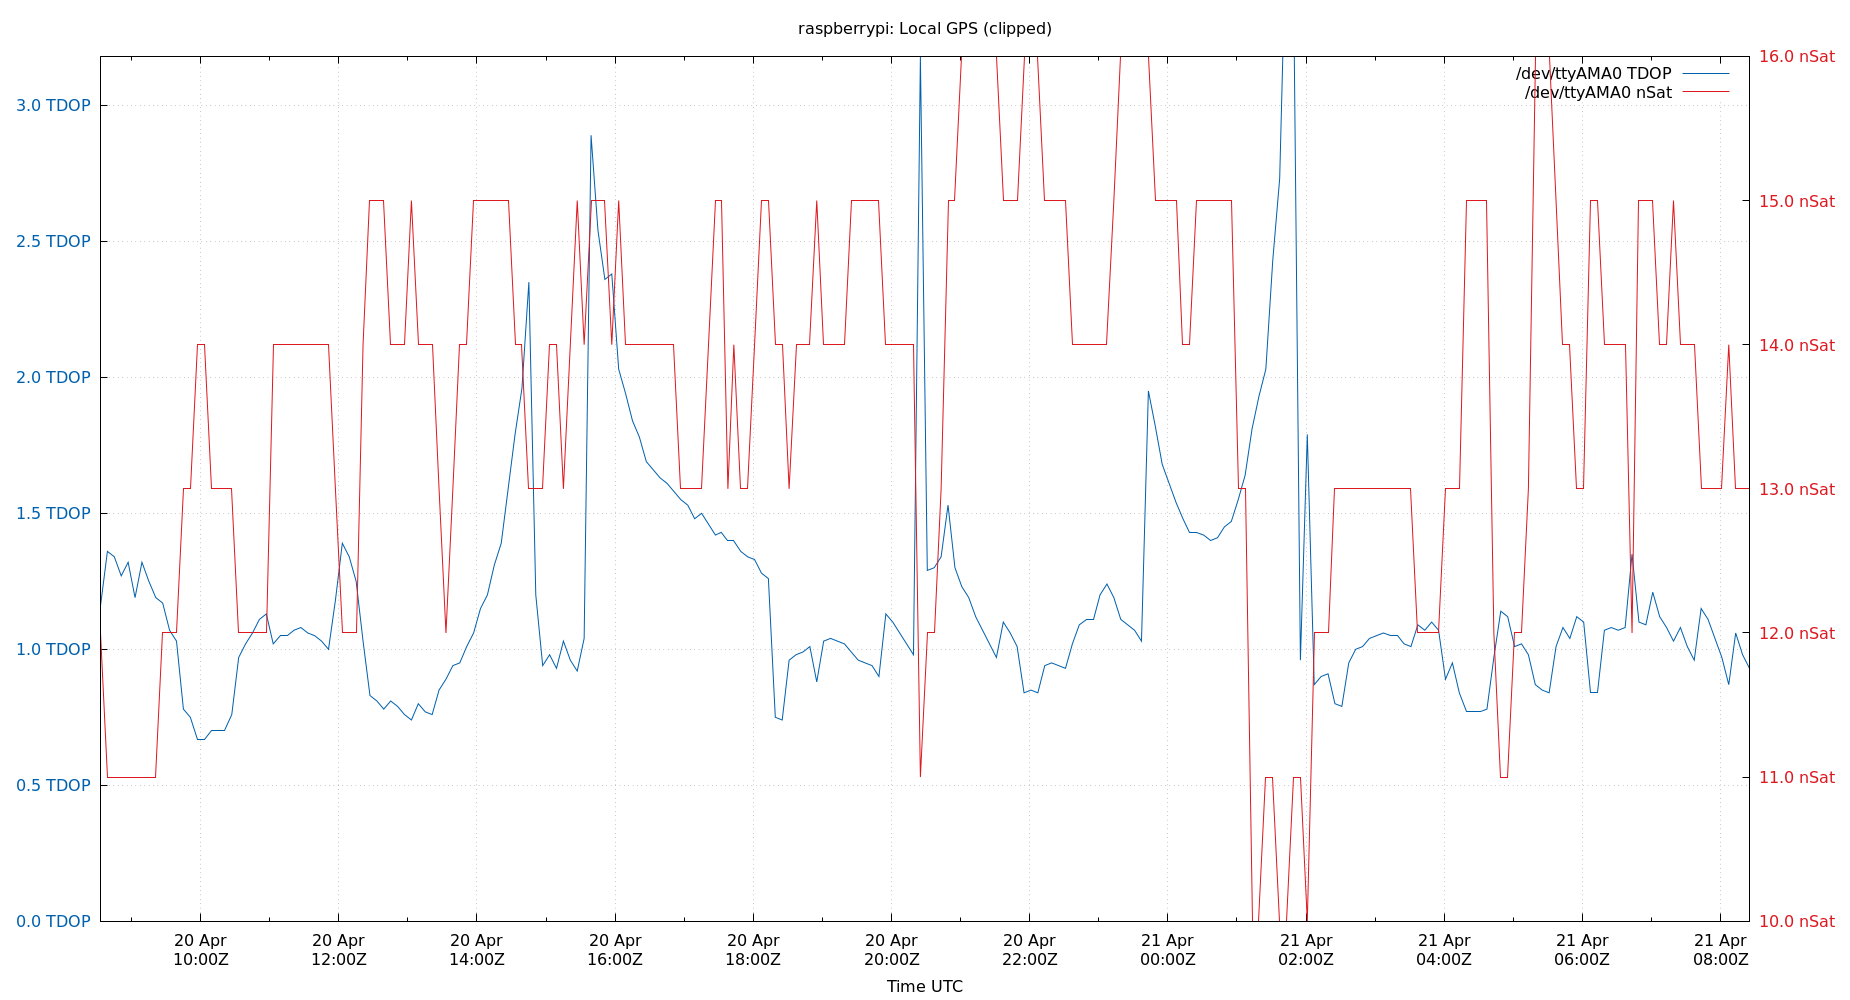 raspberrypi: Local GPS (clipped)
/dev/ttyAMA0 TDOP
/dev/ttyAMA0 nSat
3.0 TDOP
2.5 TDOP
2.0 TDOP
1.5 TDOP
1.0 TDOP
0.5 TDOP
0.0 TDOP
16.0 nSat
15.0 nSat
14.0 nSat
13.0 nSat
12.0 nSat
11.0 nSat
10.0 nSat
20 Apr
10:00Z
20 Apr
12:00Z
20 Apr
14:00Z
20 Apr
16:00Z
20 Apr
18:00Z
20 Apr
20:00Z
20 Apr
22:00Z
21 Apr
00:00Z
21 Apr
02:00Z
21 Apr
04:00Z
21 Apr
06:00Z
21 Apr
08:00Z
Time UTC